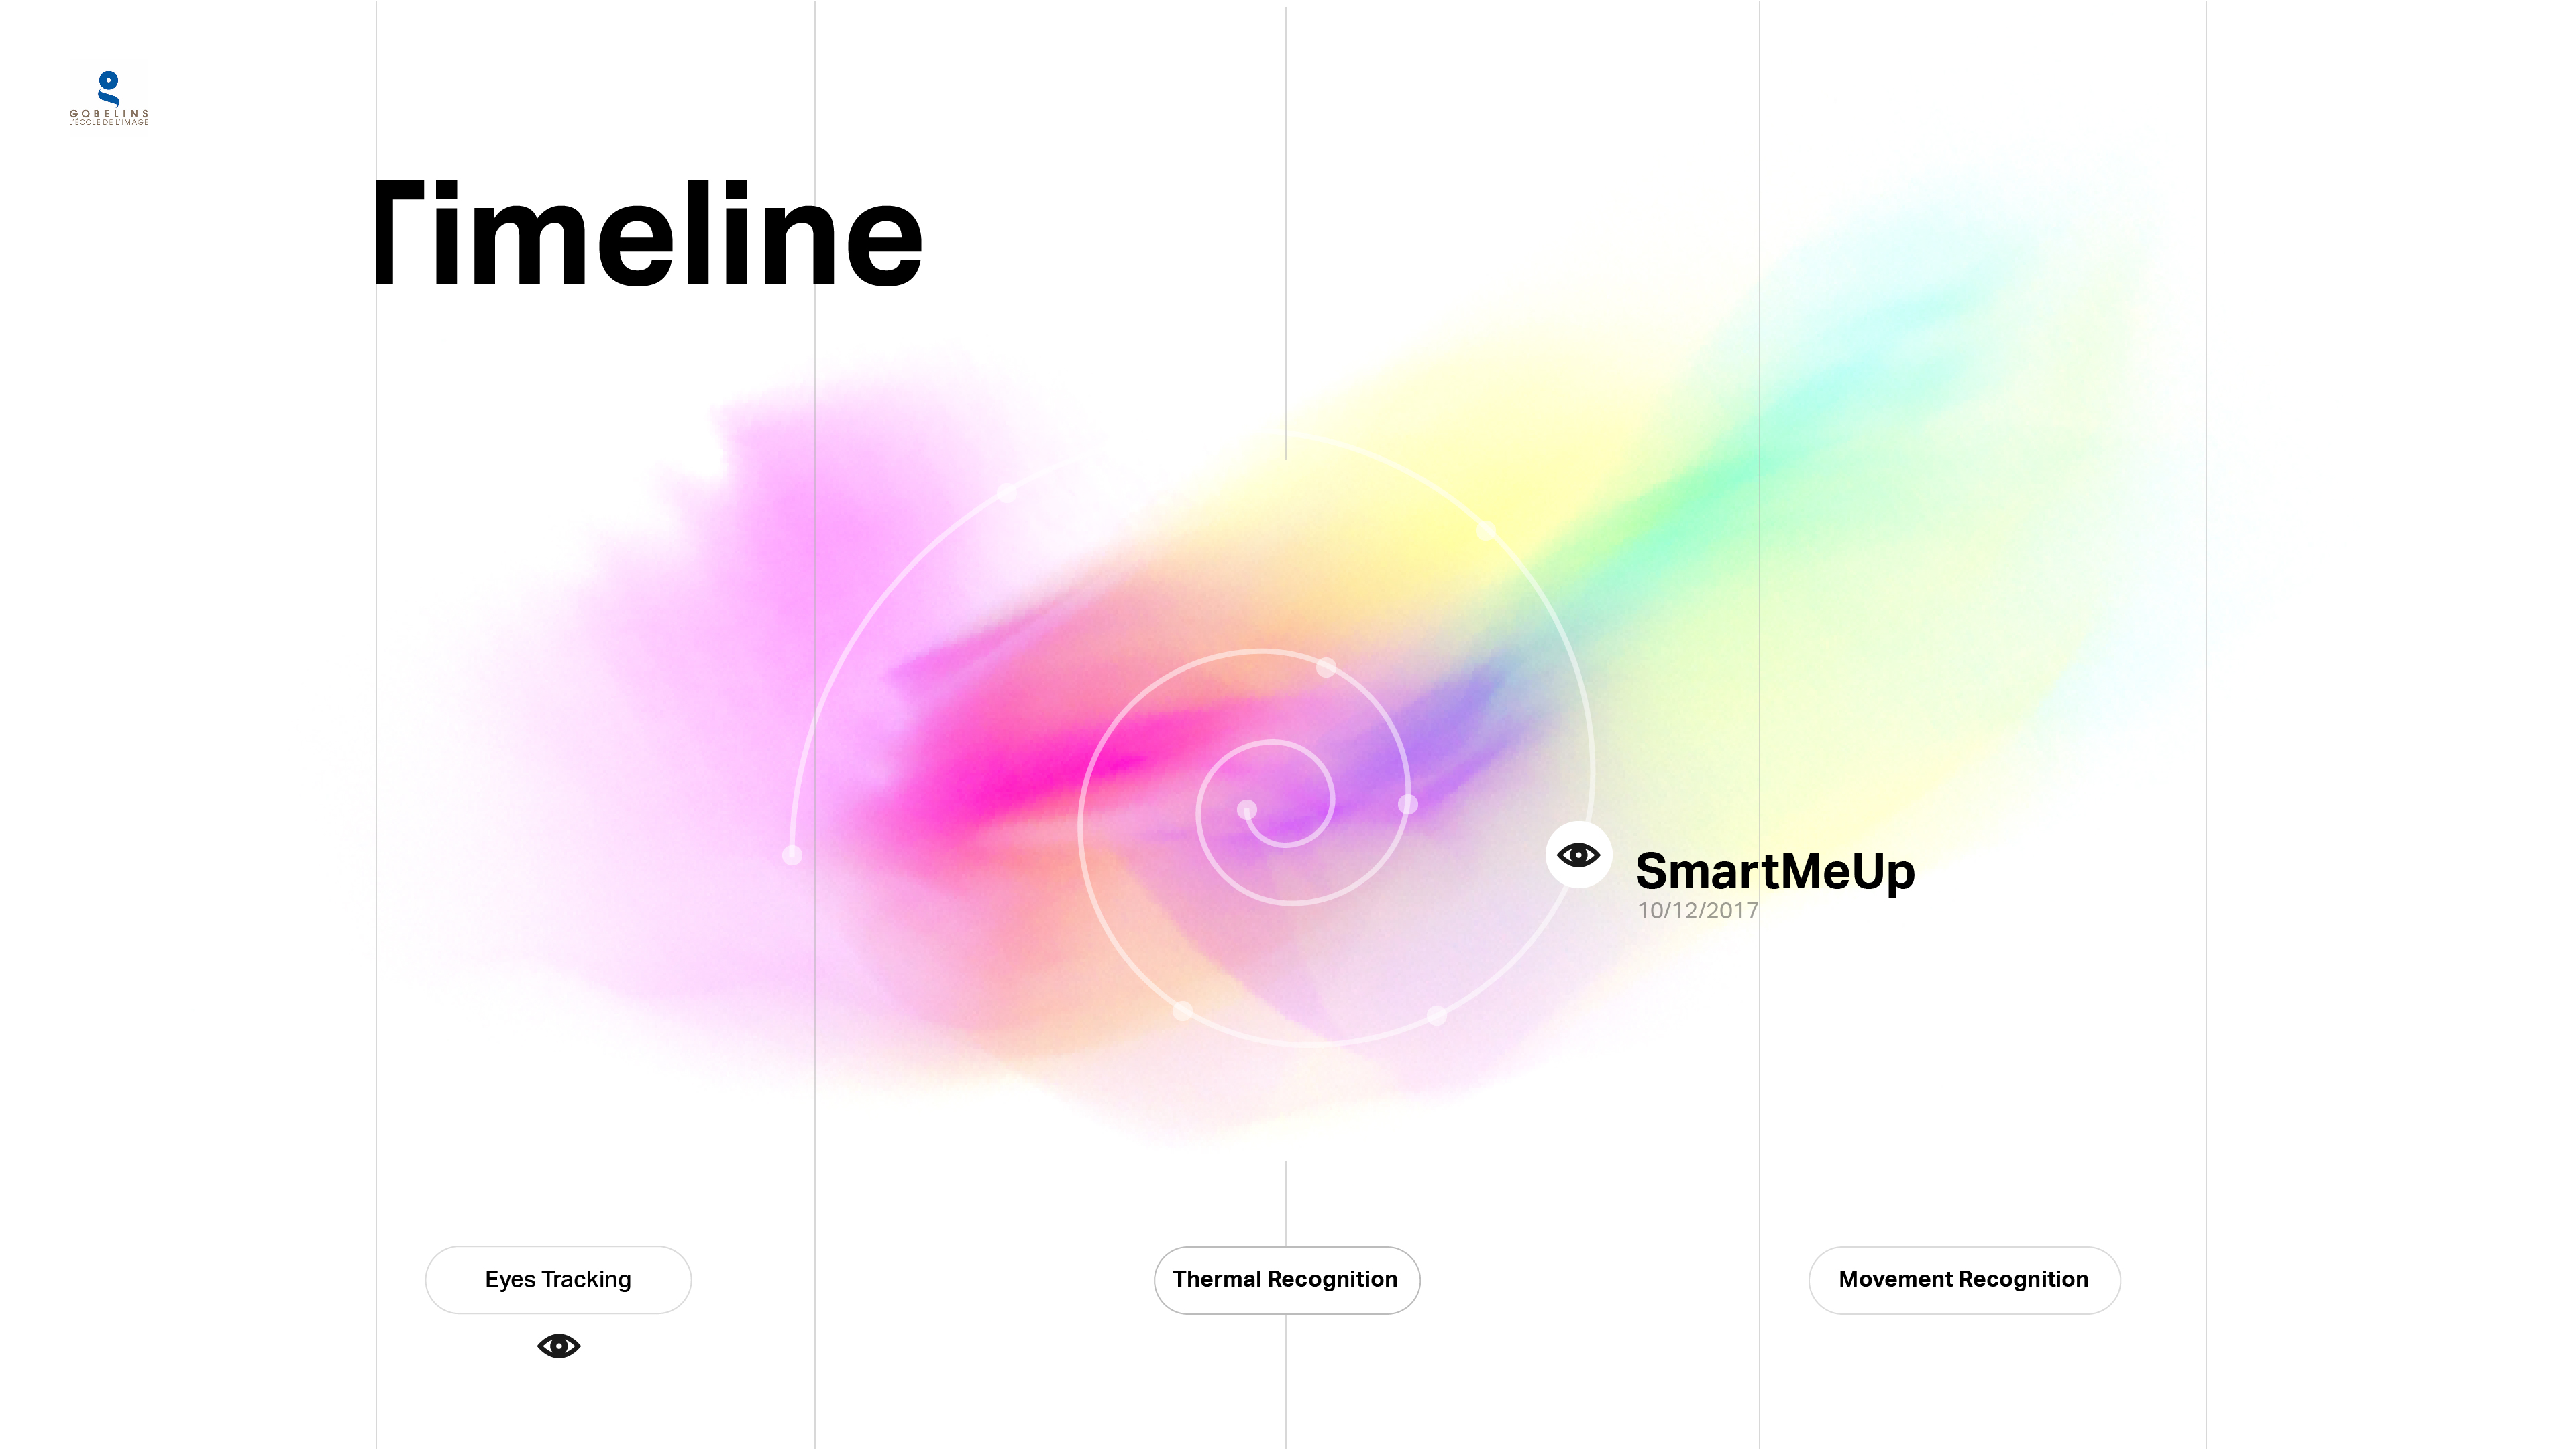 GOBELINS
L'ÉCOLE DE L'IMAGE
Timeline
SmartMeUp
10/12/2017
Eyes Tracking
Thermal Recognition
Movement Recognition